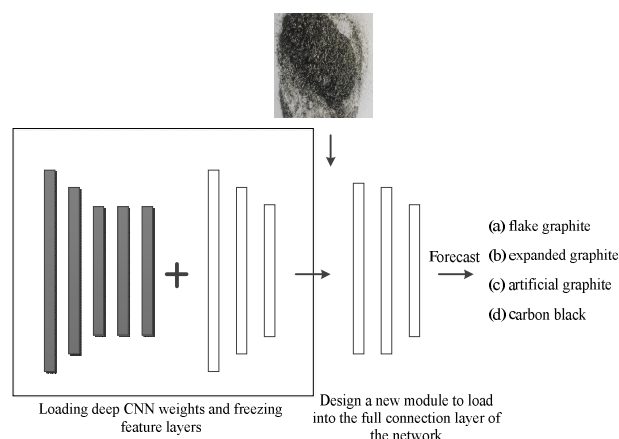 Forecast
(a) flake graphite
(b) expanded graphite
(c) artificial graphite
(d) carbon black
Loading deep CNN weights and freezing
feature layers
Design a new module to load
into the full connection layer of
the network